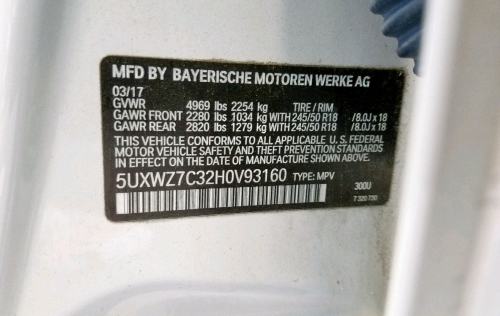 MFD BY BAYERISCHE MOTOREN WERKE AG
03/17
GVWR 4969 lbs 2254 kg TIRE / RIM
GAWR FRONT 2280 lbs 1034 kg WITH 245/50 R18 /8.0J x 18
GAWR REAR 2820 lbs 1279 kg WITH 245/50 R18 /8.0J x 18
THIS VEHICLE CONFORMS TO ALL APPLICABLE U.S. FEDERAL
MOTOR VEHICLE SAFETY STANDARDS IN EFFECT ON THE
DATE OF MANUFACTURE SHOWN ABOVE.
5UXWZ7C32H0V93160 TYPE: MPV
300U